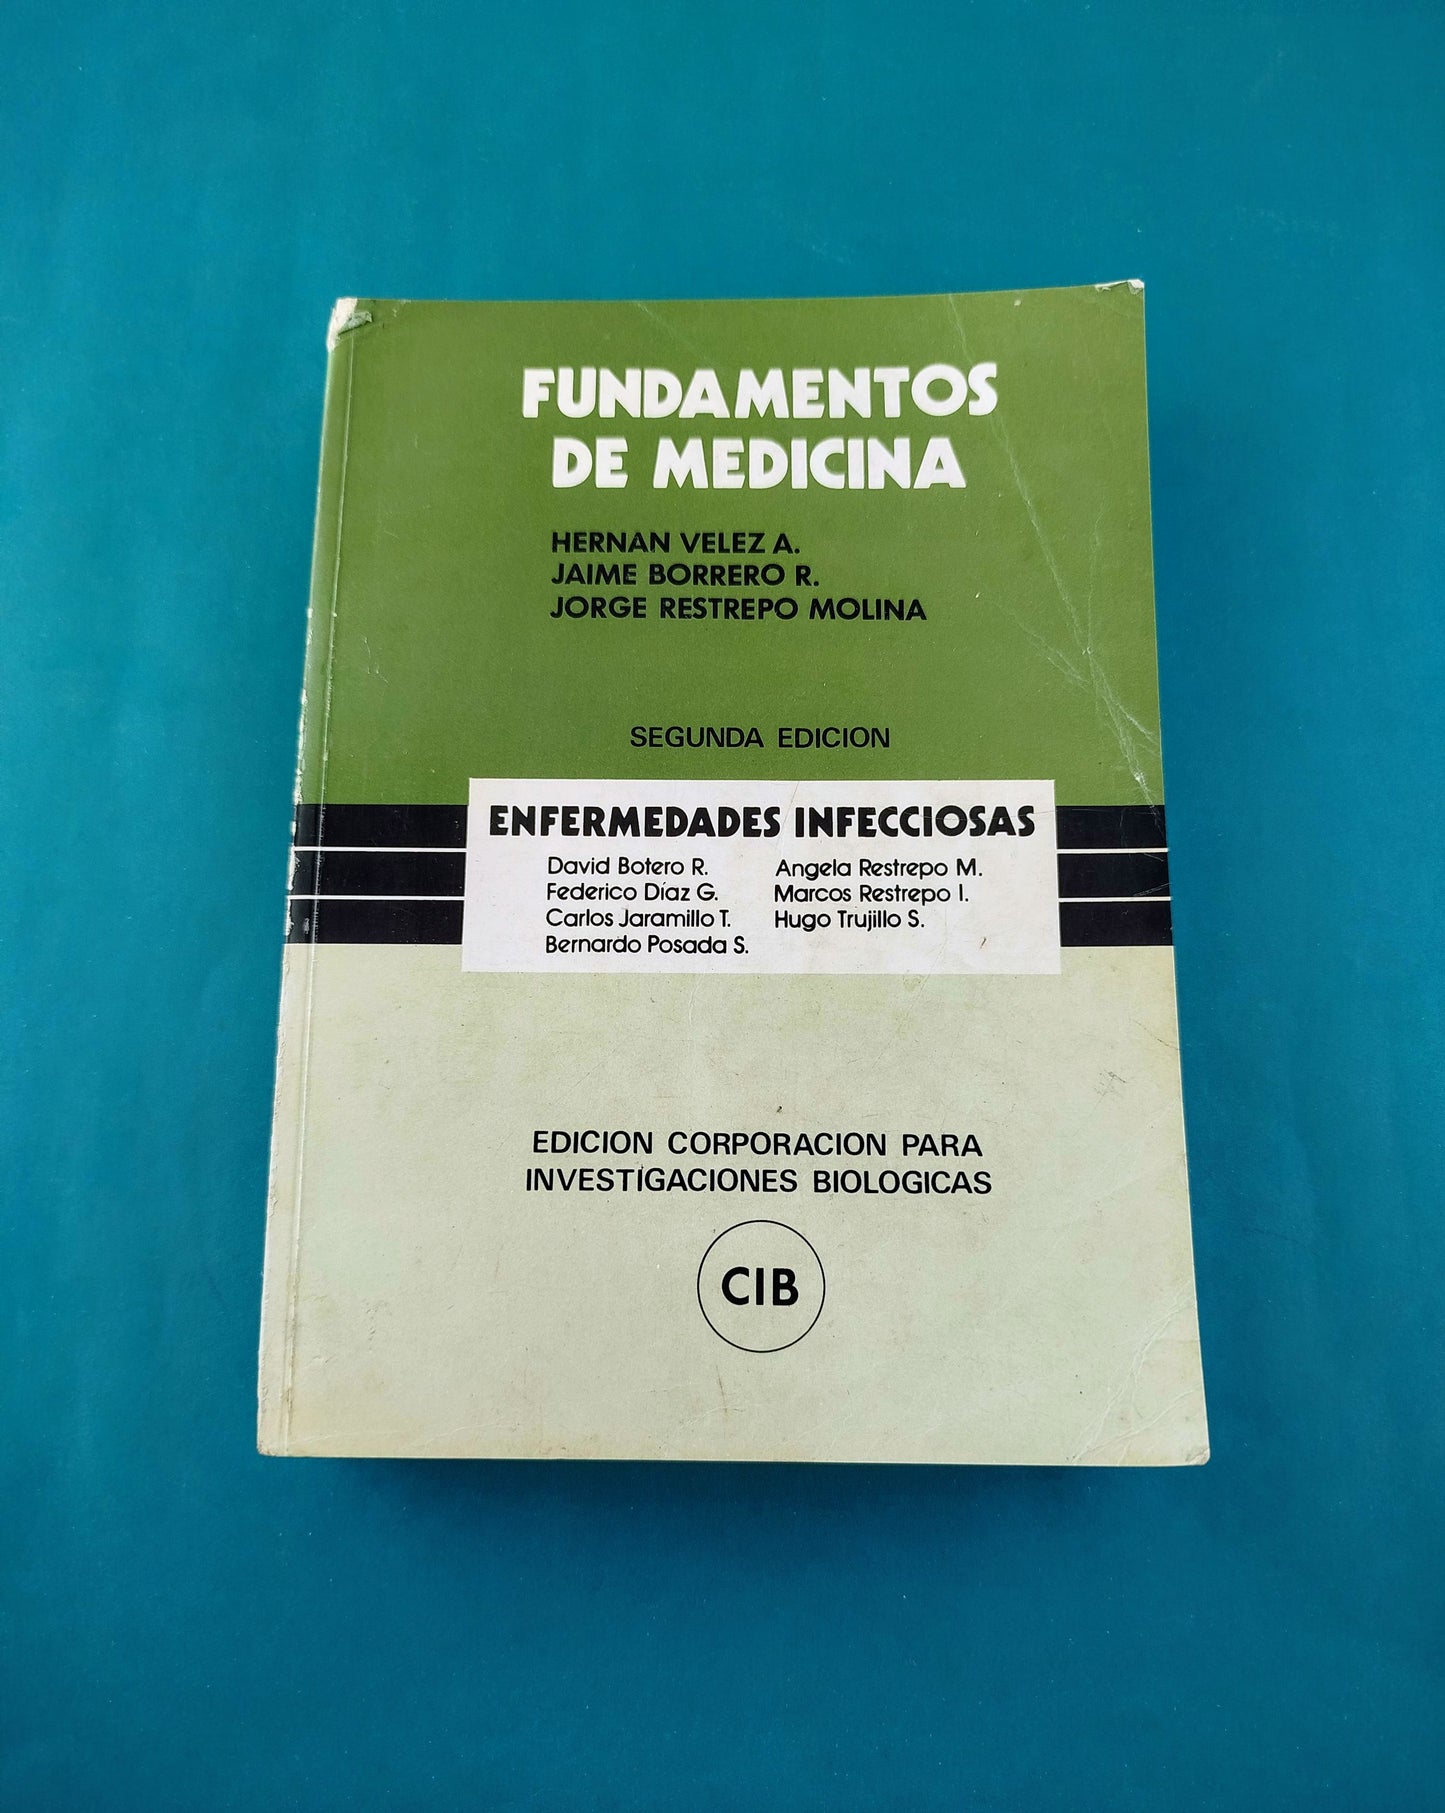 FUNDAMENTOS
DE MEDICINA
HERNAN VELEZ A.
JAIME BORRERO R.
JORGE RESTREPO MOLINA
SEGUNDA EDICION
ENFERMEDADES INFECCIOSAS
David Botero R.
Federico Díaz G.
Carlos Jaramillo T.
Bernardo Posada S.
Angela Restrepo M.
Marcos Restrepo I.
Hugo Trujillo S.
EDICION CORPORACION PARA
INVESTIGACIONES BIOLOGICAS
CIB